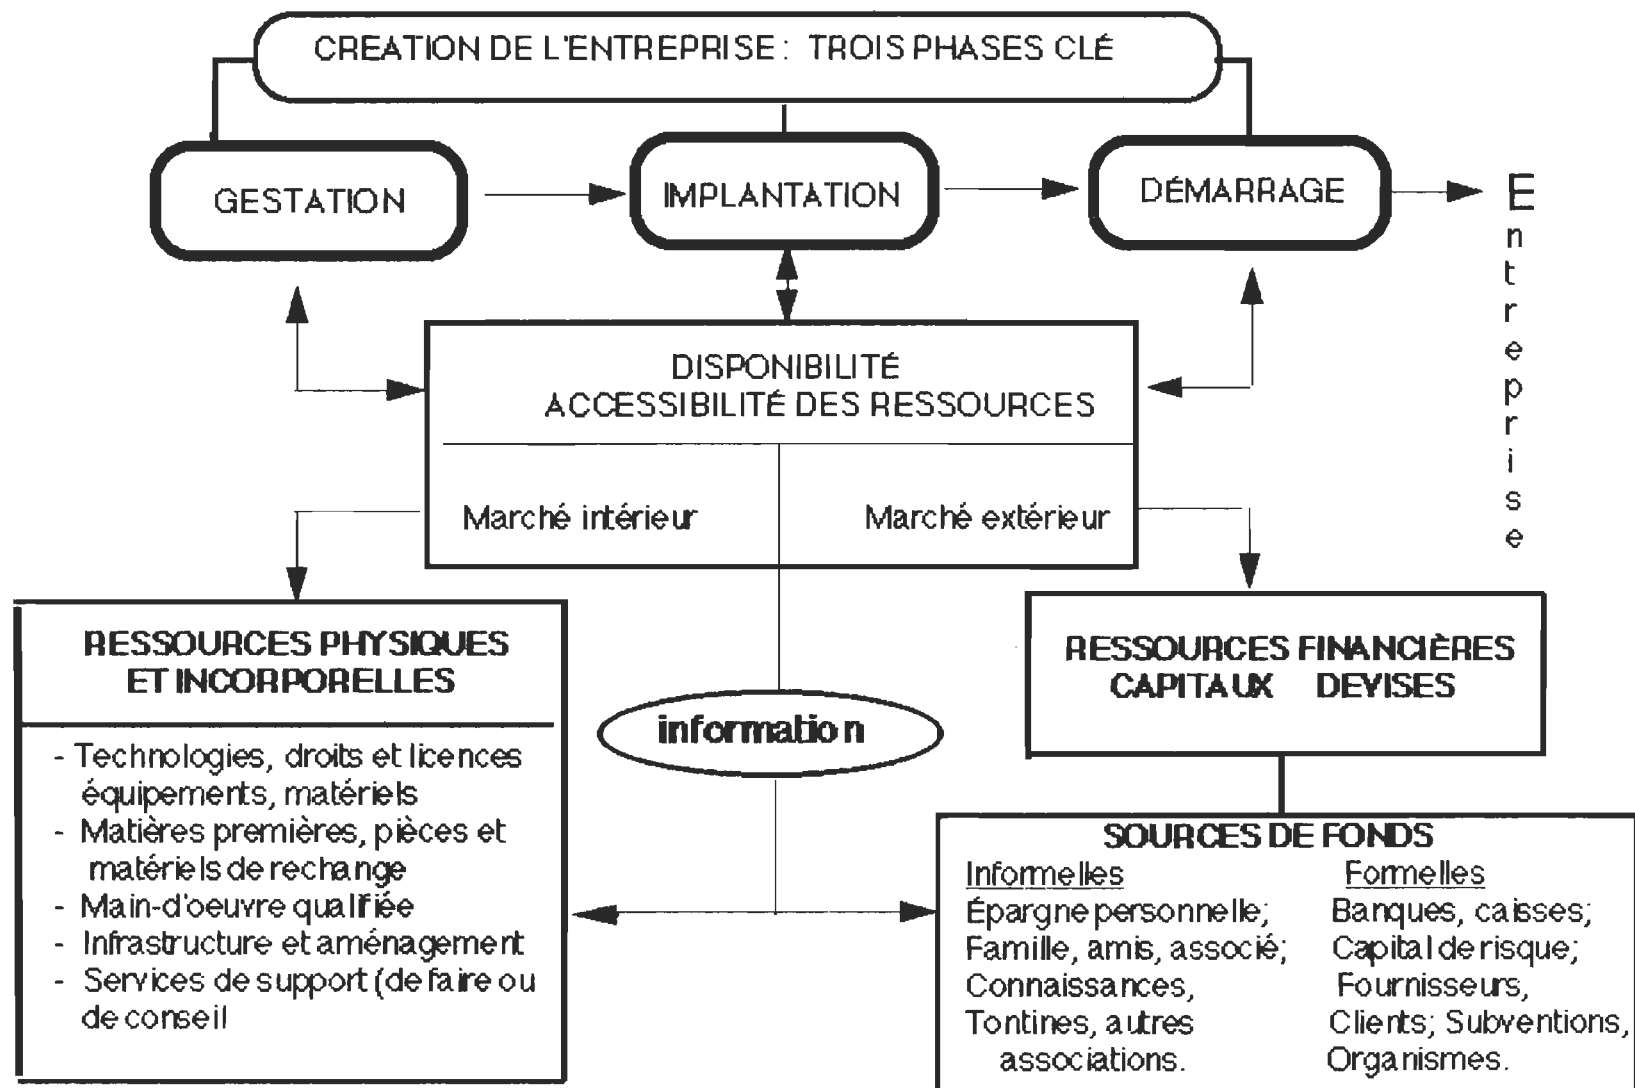 CREATION DE L'ENTREPRISE : TROIS PHASES CLÉ
GESTATION
IMPLANTATION
DÉMARRAGE
Entreprise
DISPONIBILITÉ
ACCESSIBILITÉ DES RESSOURCES
Marché intérieur
Marché extérieur
RESSOURCES PHYSIQUES
ET INCORPORELLES
- Technologies, droits et licences
équipements, matériels
- Matières premières, pièces et
matériels de rechange
- Main-d'oeuvre qualifiée
- Infrastructure et aménagement
- Services de support (de faire ou
de conseil
information
RESSOURCES FINANCIÈRES
CAPITAUX DEVISES
SOURCES DE FONDS
Informelles
Épargne personnelle;
Famille, amis, associé;
Connaissances,
Tontines, autres
associations.
Formelles
Banques, caisses;
Capital de risque;
Fournisseurs,
Clients; Subventions,
Organismes.